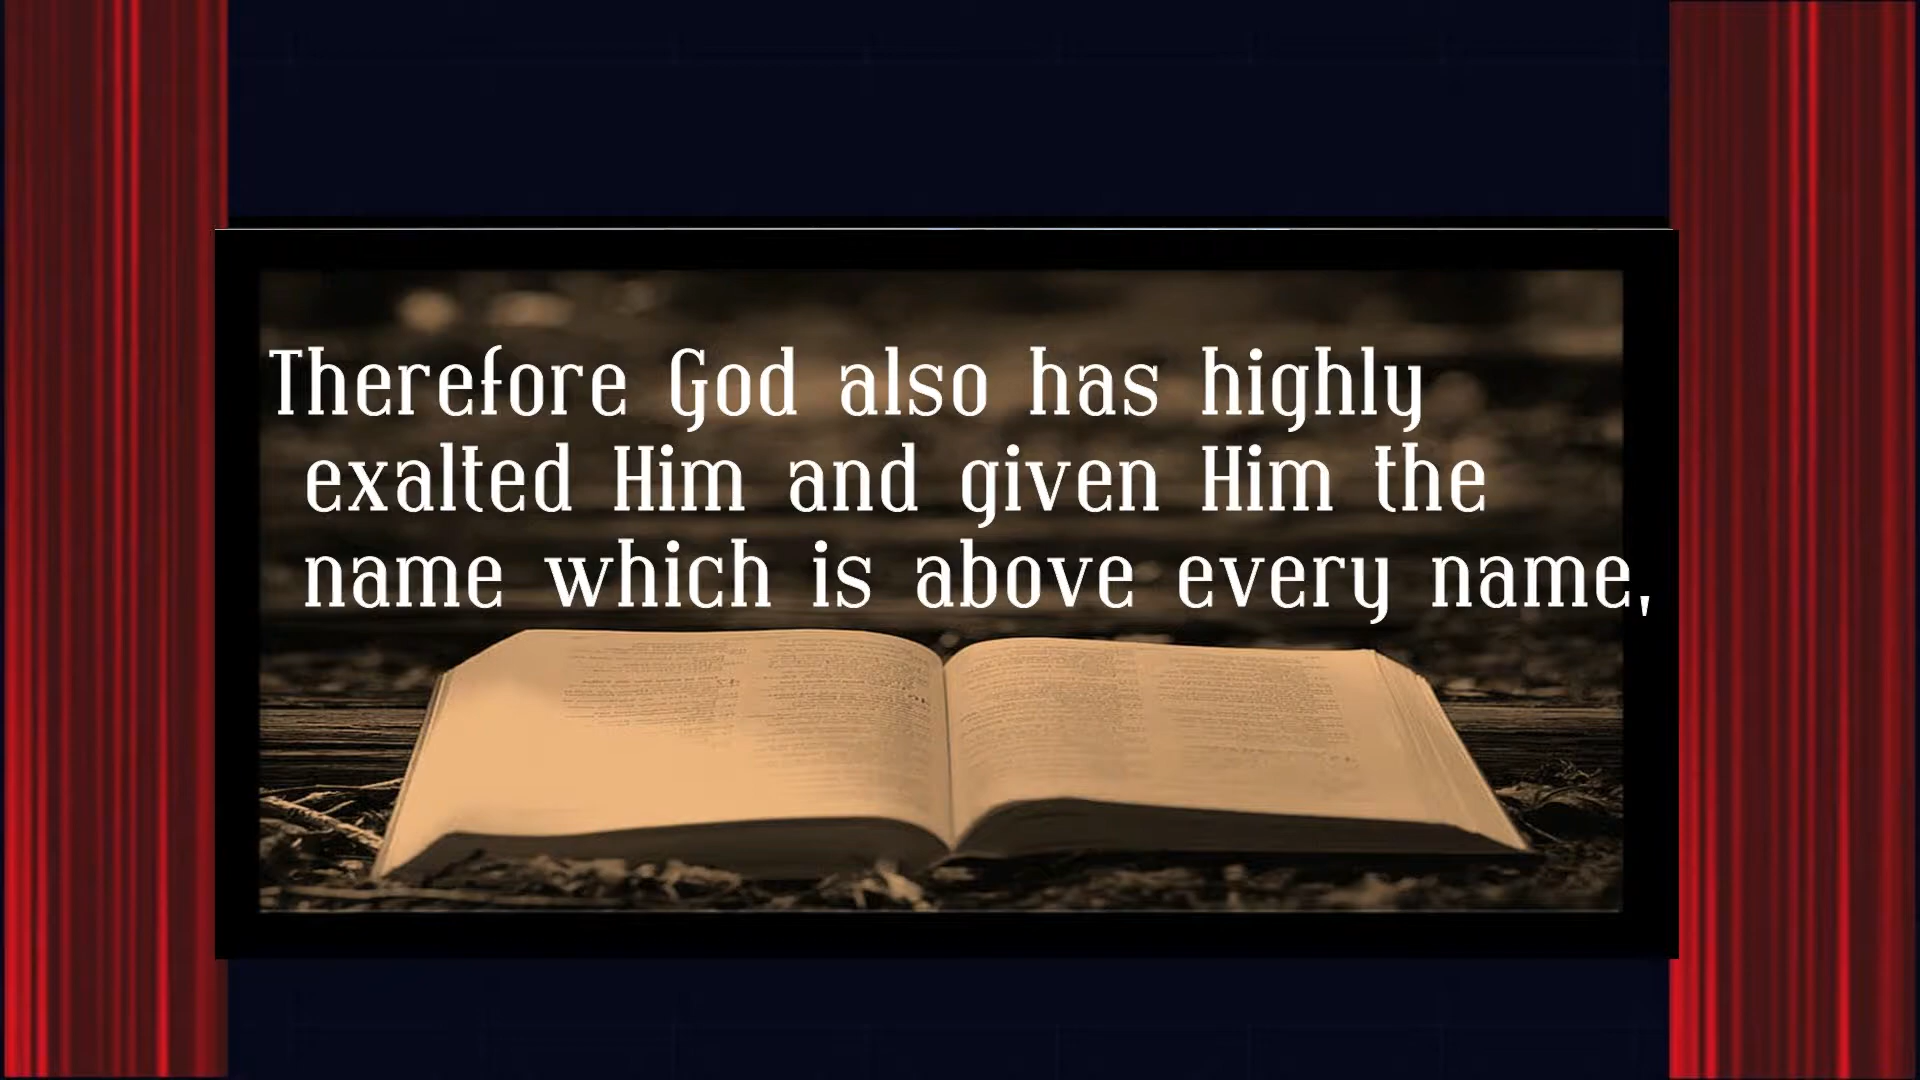 Therefore God also has highly
exalted Him and given Him the
name which is above every name,